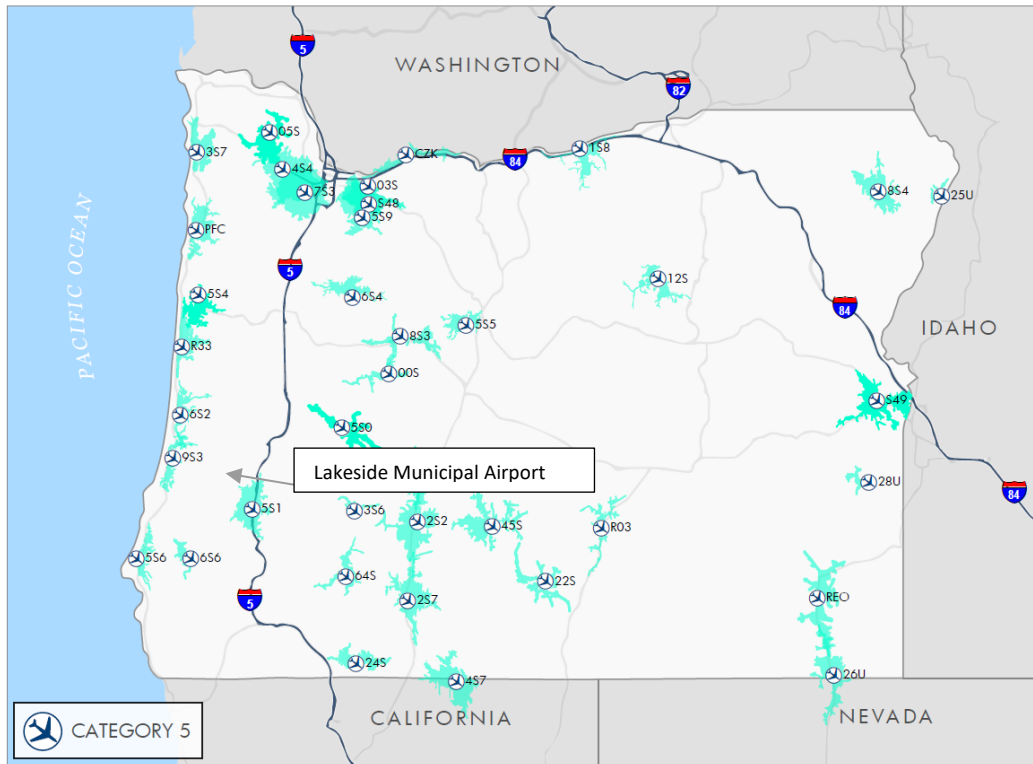 WASHINGTON
5
82
05S
3S7
CZK
84
1S8
4S4
7S3
03S
S48
5S9
8S4
25U
PFC
5
12S
PACIFIC OCEAN
5S4
6S4
5S5
84
R33
8S3
IDAHO
00S
S49
6S2
5S0
9S3
Lakeside Municipal Airport
28U
84
5S1
3S6
2S2
45S
R03
5S6
6S6
64S
22S
5
2S7
REO
24S
4S7
26U
CATEGORY 5
CALIFORNIA
NEVADA